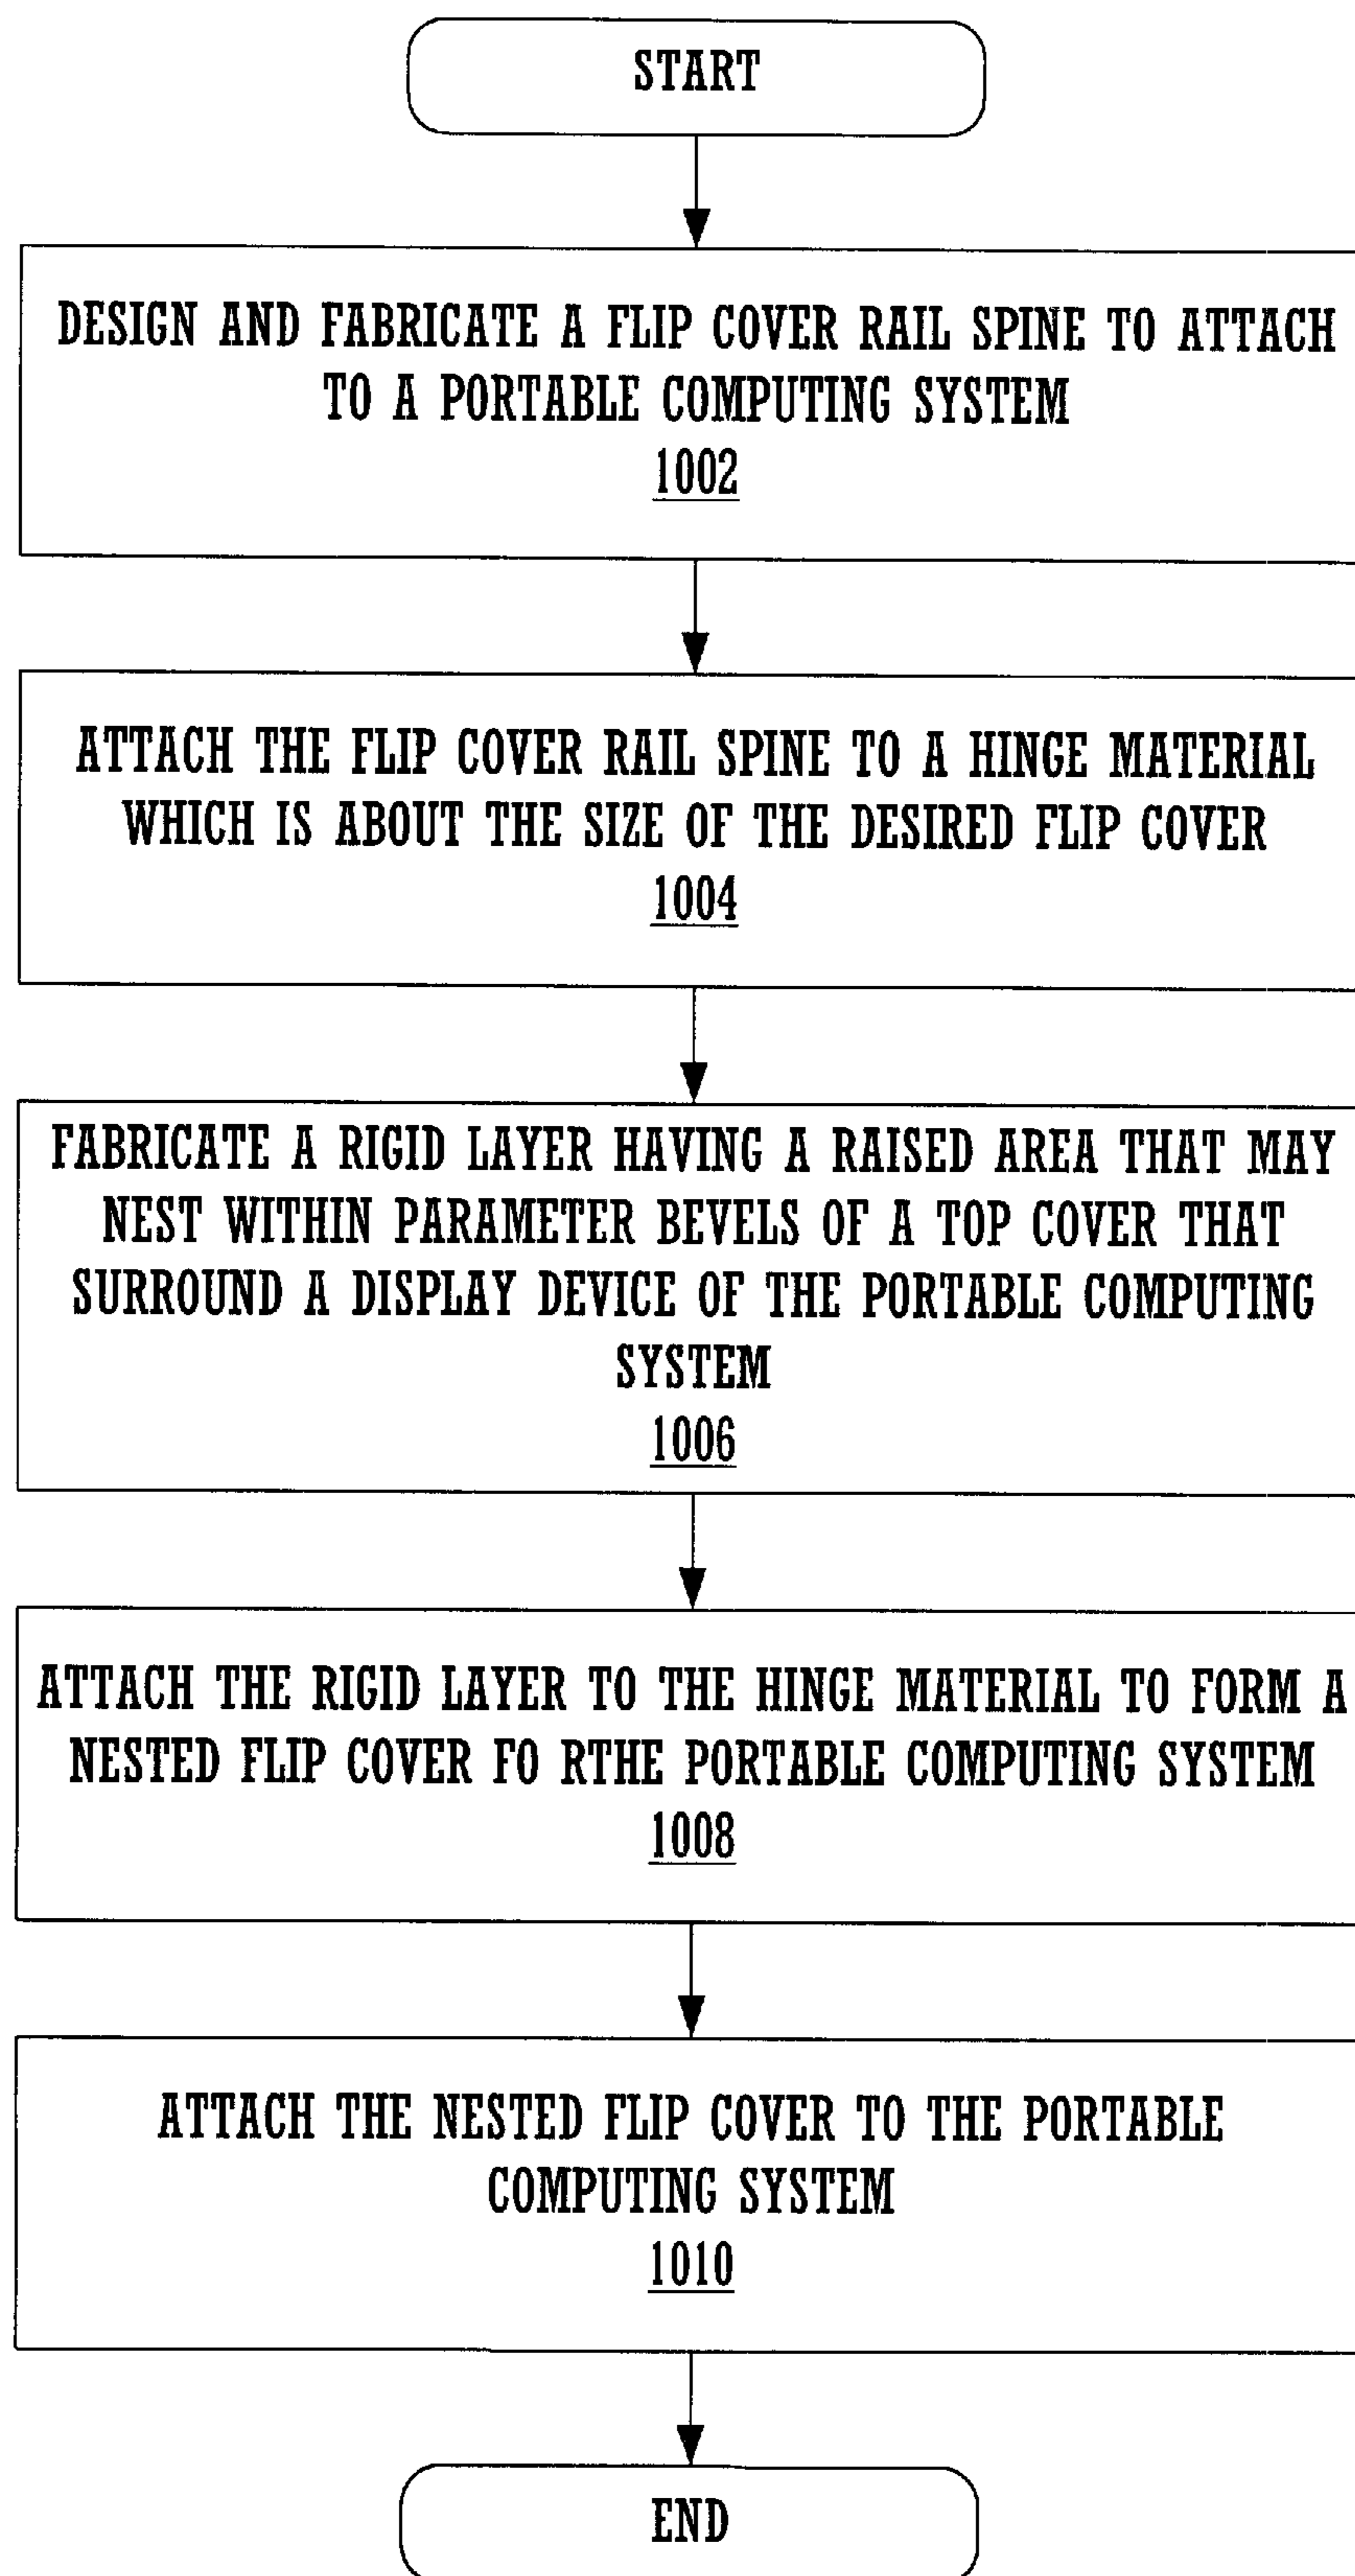 START
DESIGN AND FABRICATE A FLIP COVER RAIL SPINE TO ATTACH
TO A PORTABLE COMPUTING SYSTEM
1002
ATTACH THE FLIP COVER RAIL SPINE TO A HINGE MATERIAL
WHICH IS ABOUT THE SIZE OF THE DESIRED FLIP COVER
1004
FABRICATE A RIGID LAYER HAVING A RAISED AREA THAT MAY
NEST WITHIN PARAMETER BEVELS OF A TOP COVER THAT
SURROUND A DISPLAY DEVICE OF THE PORTABLE COMPUTING
SYSTEM
1006
ATTACH THE RIGID LAYER TO THE HINGE MATERIAL TO FORM A
NESTED FLIP COVER FO RTHE PORTABLE COMPUTING SYSTEM
1008
ATTACH THE NESTED FLIP COVER TO THE PORTABLE
COMPUTING SYSTEM
1010
END